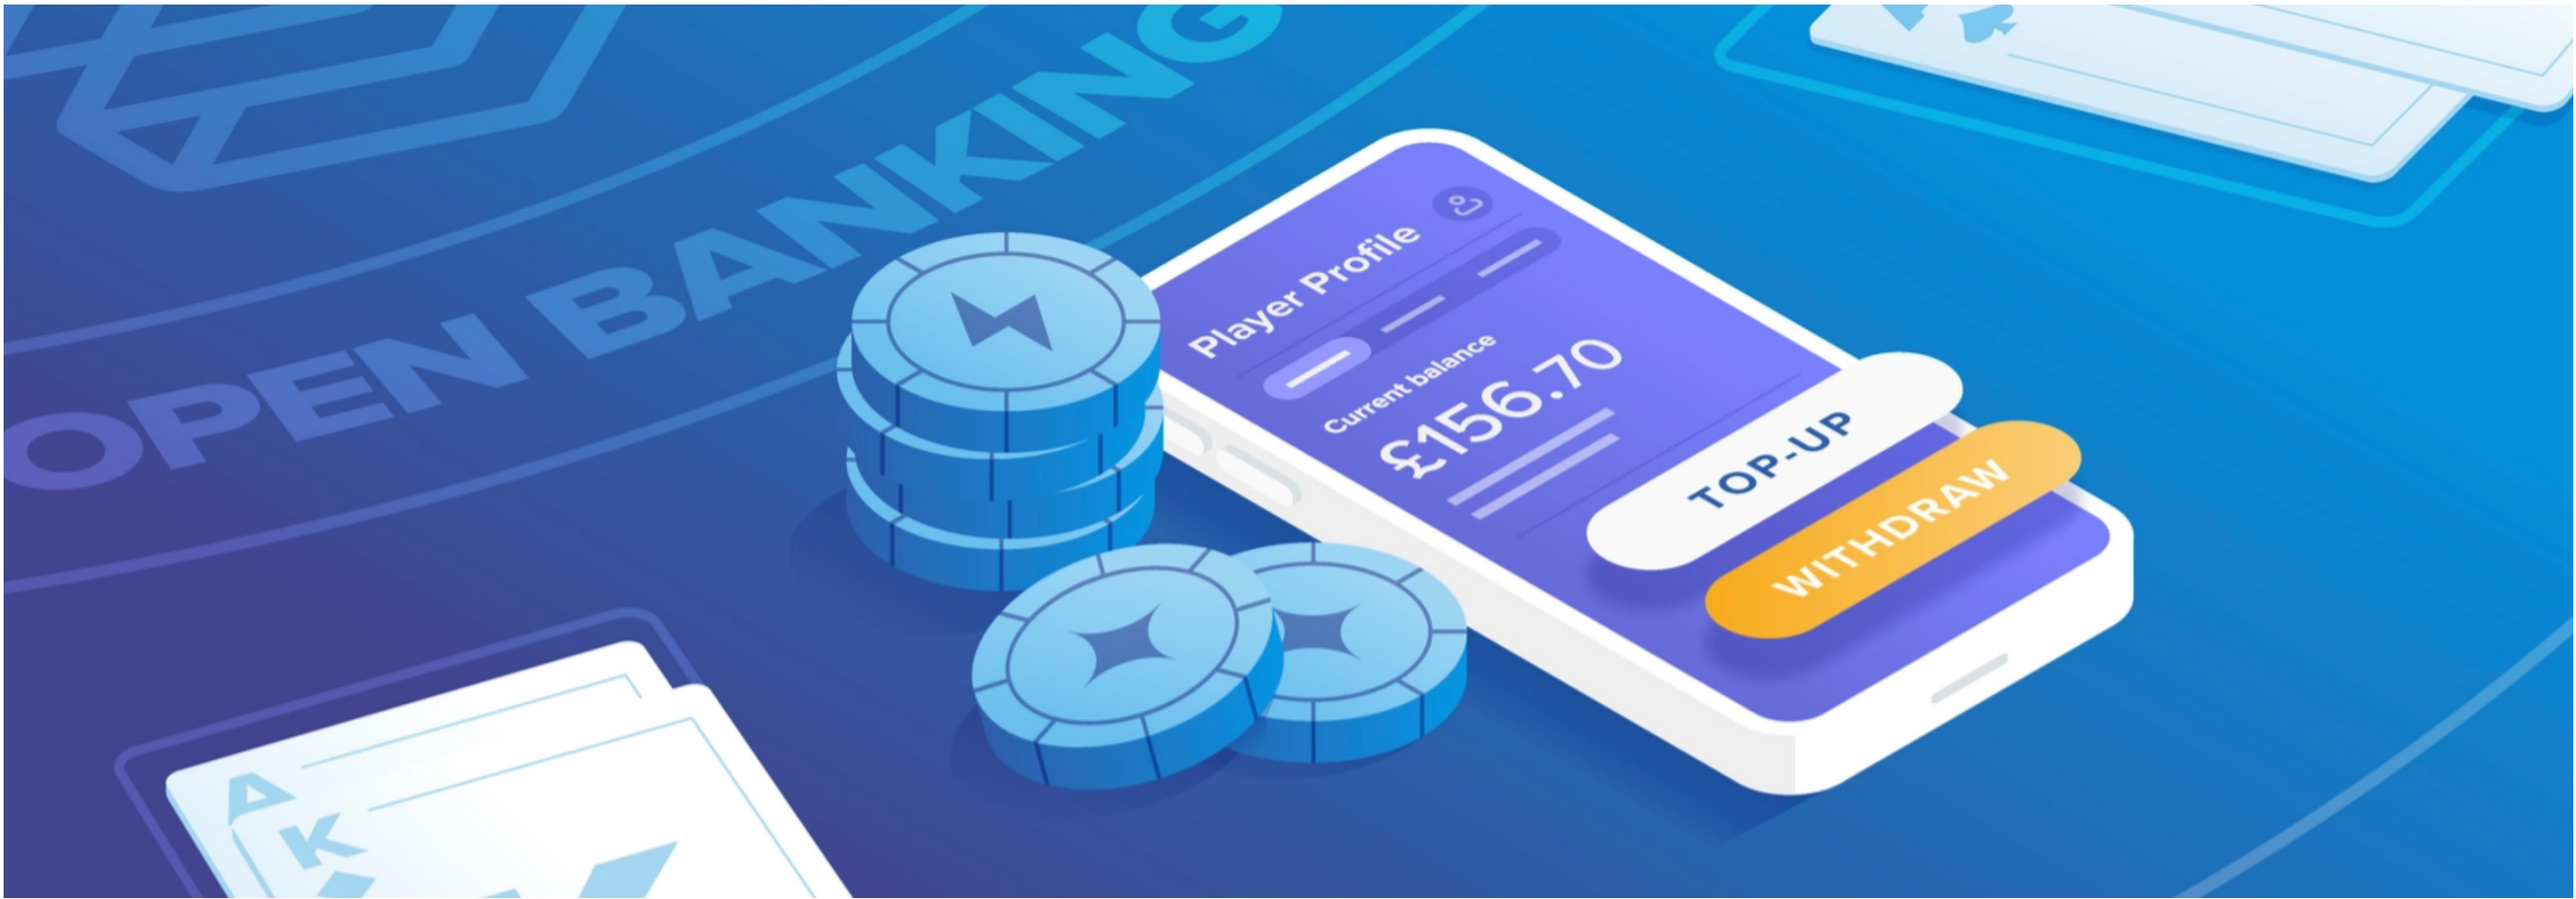 OPEN BANKING
Player Profile
Current balance
£156.70
TOP-UP
WITHDRAW
A
K